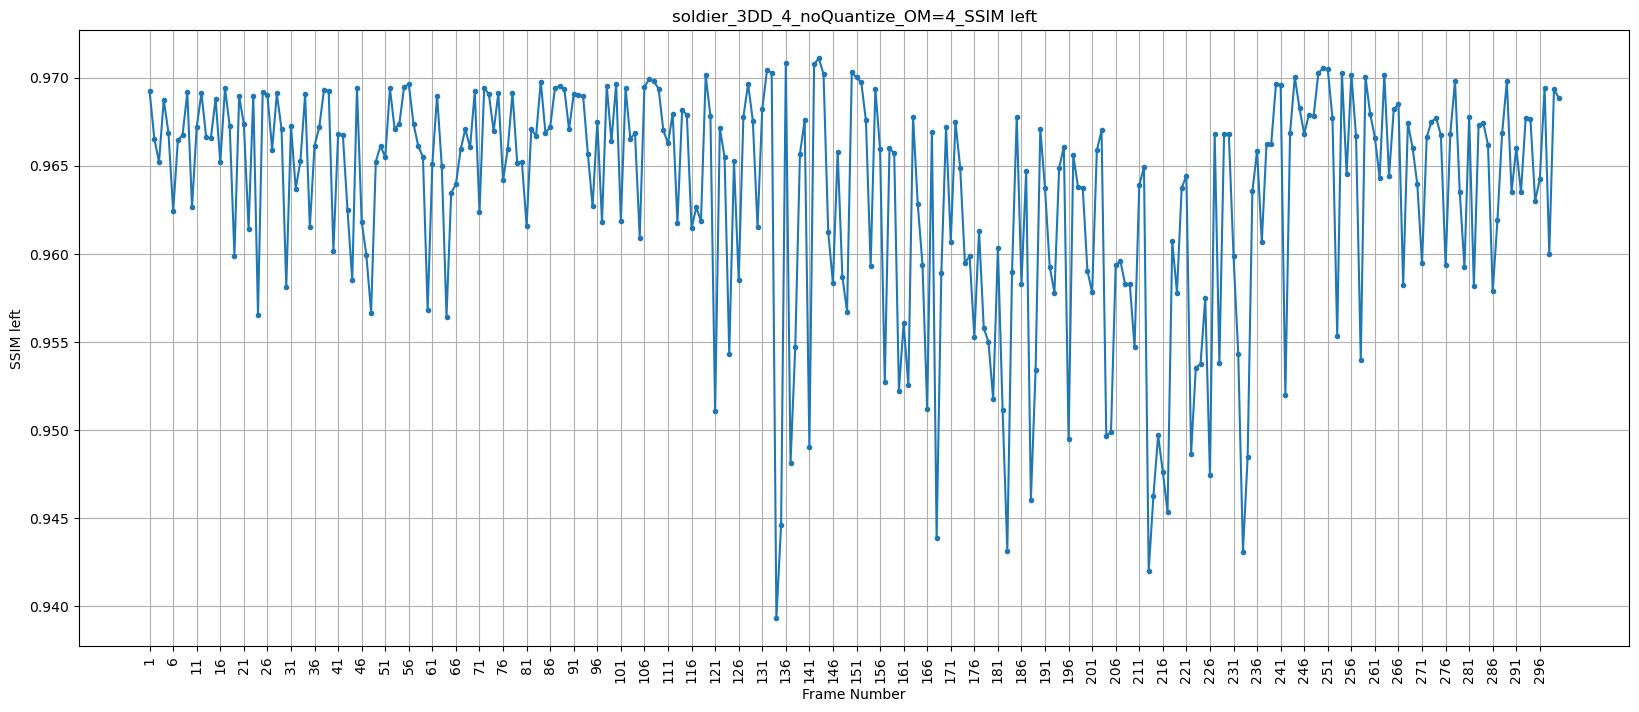 soldier_3DD_4_noQuantize_OM=4_SSIM left
0.970
0.965
0.960
0.955
0.950
0.945
0.940
SSIM left
1 6 11 16 21 26 31 36 41 46 51 56 61 66 71 76 81 86 91 96 101 106 111 116 121 126 131 136 141 146 151 156 161 166 171 176 181 186 191 196 201 206 211 216 221 226 231 236 241 246 251 256 261 266 271 276 281 286 291 296
Frame Number